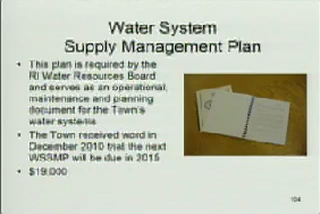 Water System
Supply Management Plan
• This plan is required by the
RI Water Resources Board
and serves as an operational,
maintenance and planning
document for the Town's
water systems
• The Town received word in
December 2010 that the next
WSSMP will be due in 2015
• $19,000
104